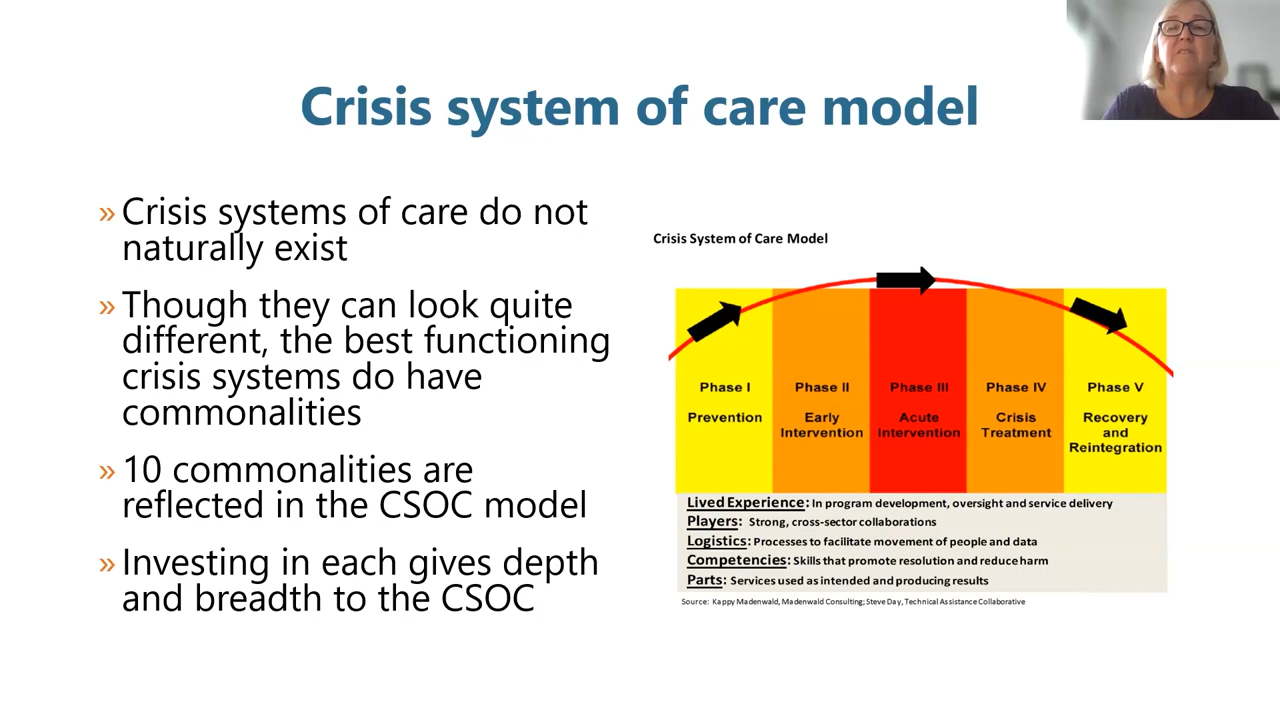 Crisis system of care model
» Crisis systems of care do not
naturally exist
» Though they can look quite
different, the best functioning
crisis systems do have
commonalities
» 10 commonalities are
reflected in the CSOC model
» Investing in each gives depth
and breadth to the CSOC
Crisis System of Care Model
Phase I
Prevention
Phase II
Early
Intervention
Phase III
Acute
Intervention
Phase IV
Crisis
Treatment
Phase V
Recovery
and
Reintegration
Lived Experience: In program development, oversight and service delivery
Players: Strong, cross-sector collaborations
Logistics: Processes to facilitate movement of people and data
Competencies: Skills that promote resolution and reduce harm
Parts: Services used as intended and producing results
Source: Kappy Madenwald, Madenwald Consulting; Steve Day, Technical Assistance Collaborative